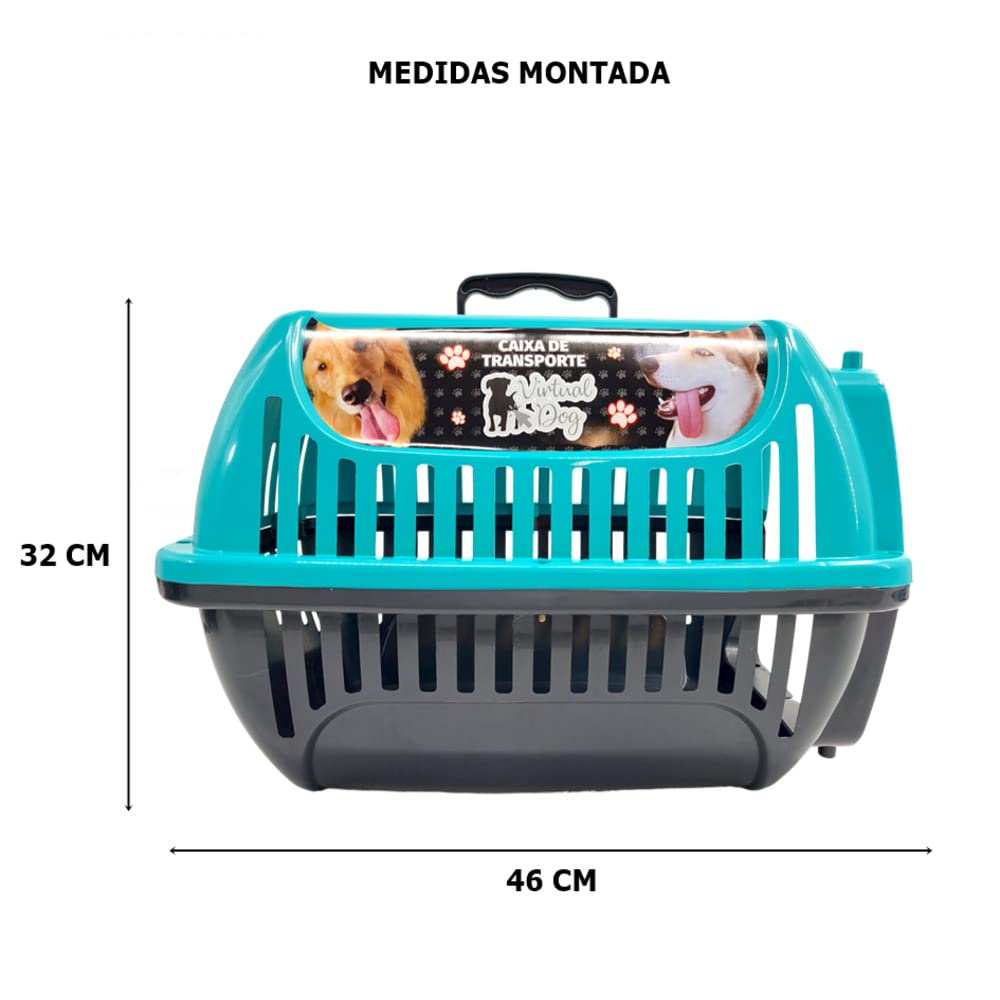 MEDIDAS MONTADA
CAIXA DE
TRANSPORTE
Virtual
Dog
32 CM
46 CM